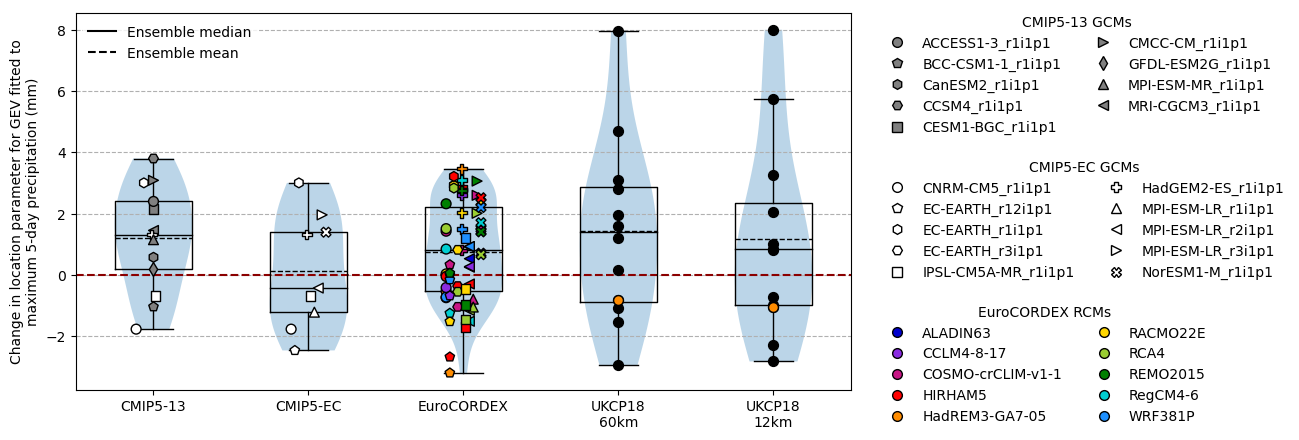 Change in location parameter for GEV fitted to
maximum 5-day precipitation (mm)
8
6
4
2
0
−2
Ensemble median
Ensemble mean
CMIP5-13
CMIP5-EC
EuroCORDEX
UKCP18
60km
UKCP18
12km
CMIP5-13 GCMs
ACCESS1-3_r1i1p1
BCC-CSM1-1_r1i1p1
CanESM2_r1i1p1
CCSM4_r1i1p1
CESM1-BGC_r1i1p1
CMCC-CM_r1i1p1
GFDL-ESM2G_r1i1p1
MPI-ESM-MR_r1i1p1
MRI-CGCM3_r1i1p1
CMIP5-EC GCMs
CNRM-CM5_r1i1p1
EC-EARTH_r12i1p1
EC-EARTH_r1i1p1
EC-EARTH_r3i1p1
IPSL-CM5A-MR_r1i1p1
HadGEM2-ES_r1i1p1
MPI-ESM-LR_r1i1p1
MPI-ESM-LR_r2i1p1
MPI-ESM-LR_r3i1p1
NorESM1-M_r1i1p1
EuroCORDEX RCMs
ALADIN63
CCLM4-8-17
COSMO-crCLIM-v1-1
HIRHAM5
HadREM3-GA7-05
RACMO22E
RCA4
REMO2015
RegCM4-6
WRF381P